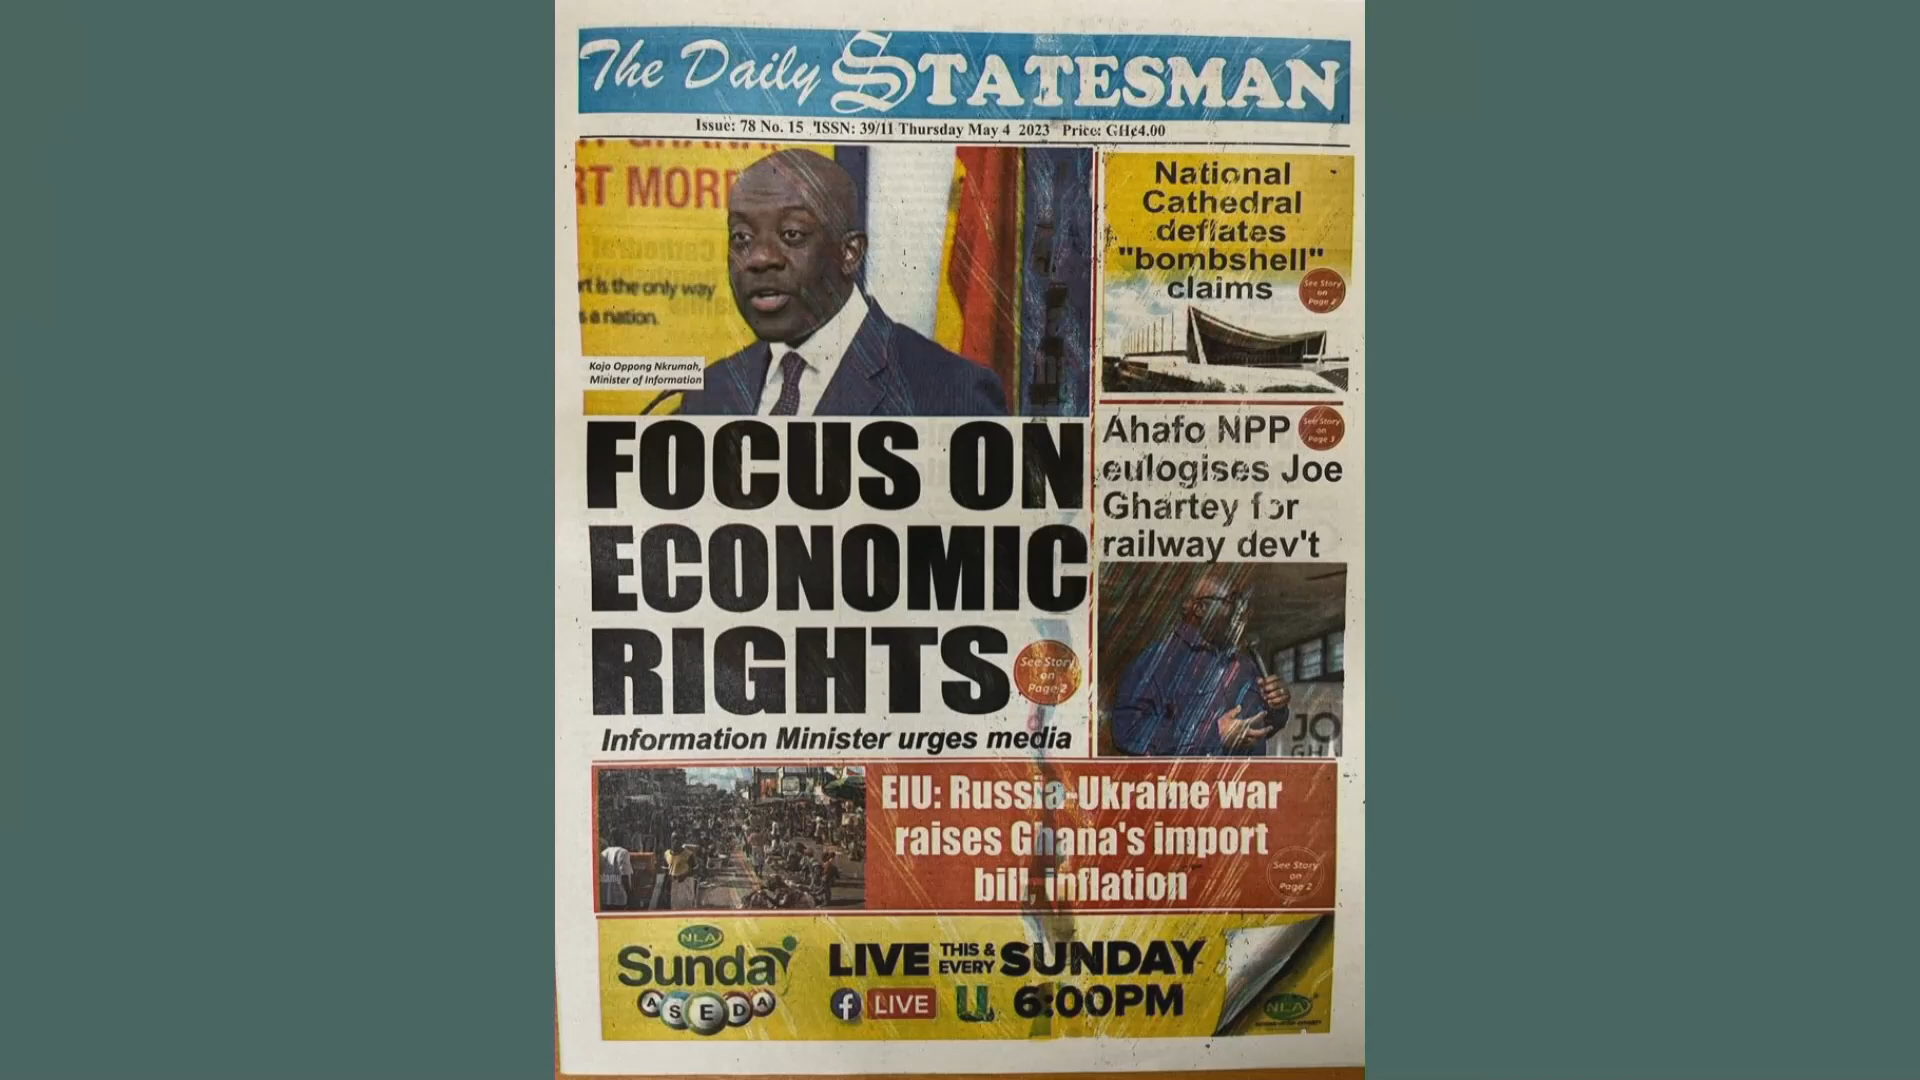 The Daily STATESMAN
Issue: 78 No. 15 ISSN: 39/11 Thursday May 4 2023 Price: GH¢4.00
RT MORE
rt is the only way
s a nation.
Kojo Oppong Nkrumah,
Minister of Information
FOCUS ON
ECONOMIC
RIGHTS
See Story
on
Page 2
Information Minister urges media
National
Cathedral
deflates
"bombshell"
claims
See Story
on
Page 2
Ahafo NPP
eulogises Joe
Ghartey for
railway dev't
See Story
on
Page 3
JO
GH
EIU: Russia-Ukraine war
raises Ghana's import
bill, inflation
See Story
on
Page 2
NLA
Sunday
ASEDA
LIVE THIS & EVERY SUNDAY
f LIVE U 6:00PM
NLA